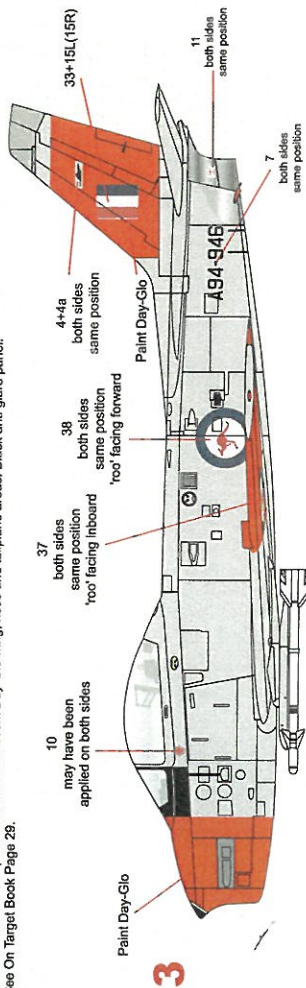 See On Target Book Page 29.
3
Paint Day-Glo
10
may have been
applied on both sides
37
both sides
same position
'roo' facing Inboard
38
both sides
same position
'roo' facing forward
4+4a
both sides
same position
Paint Day-Glo
33+15L(15R)
11
both sides
same position
7
both sides
same position
A94-946